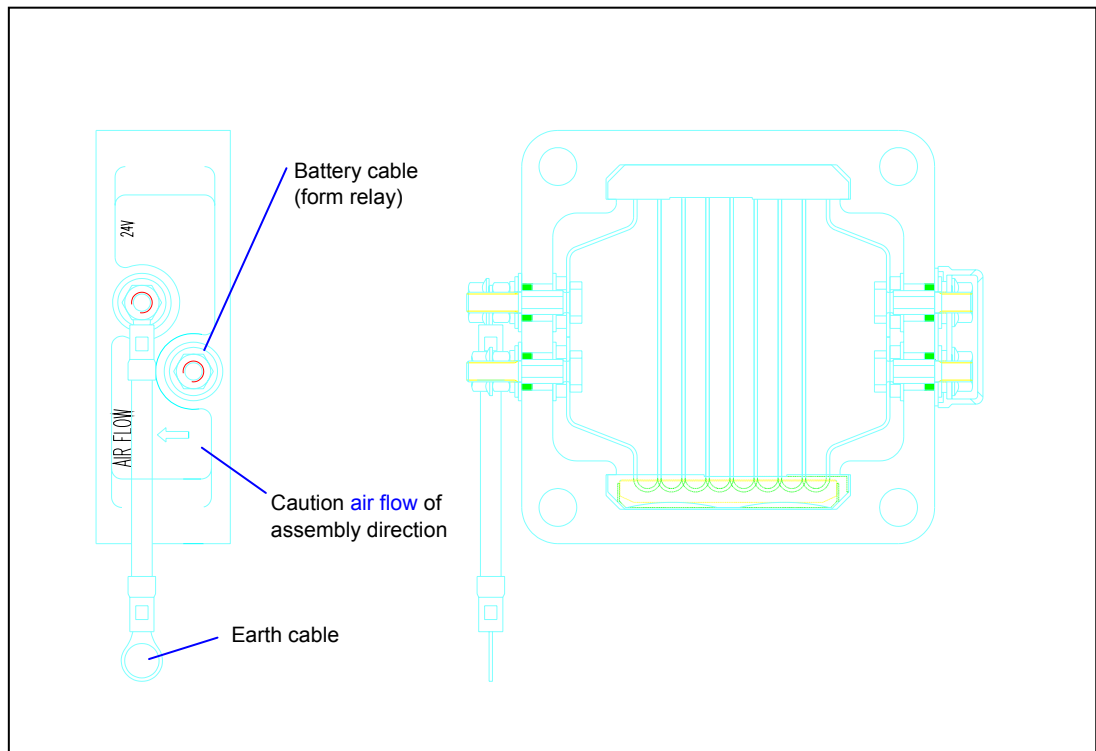 Battery cable
(form relay)
24V
AIR FLOW
Caution air flow of
assembly direction
Earth cable